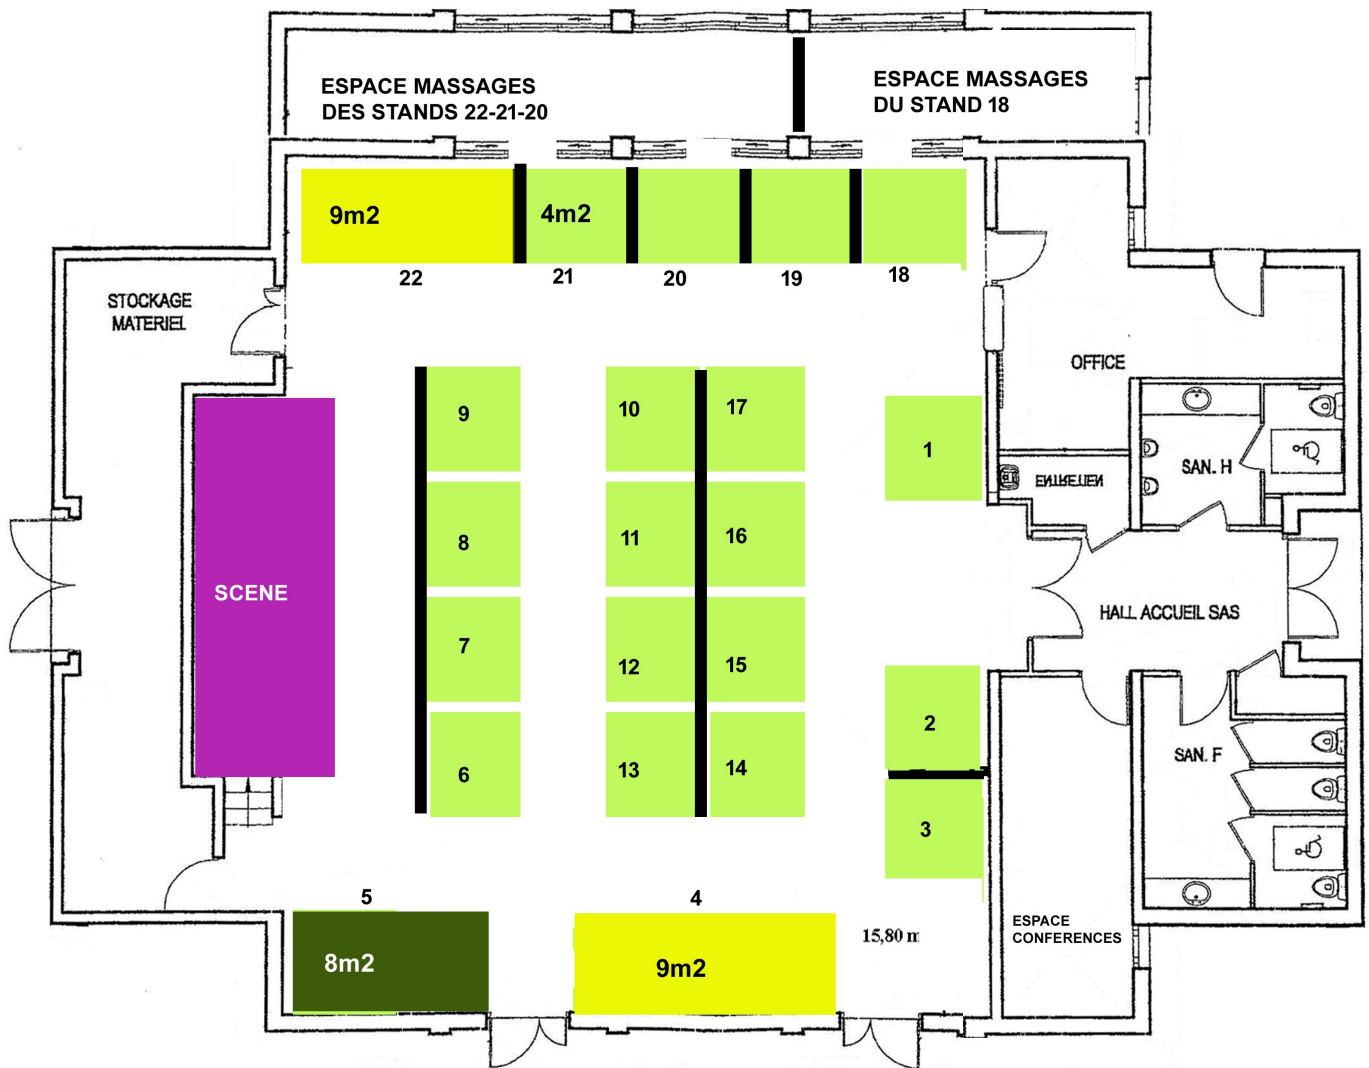 ESPACE MASSAGES
DES STANDS 22-21-20
ESPACE MASSAGES
DU STAND 18
9m2
4m2
22
21
20
19
18
STOCKAGE
MATERIEL
OFFICE
9
10
17
1
SAN. H
ENTRETIEN
8
11
16
SCENE
HALL ACCUEIL SAS
7
12
15
2
SAN. F
6
13
14
3
5
4
8m2
9m2
15,80 m
ESPACE
CONFERENCES